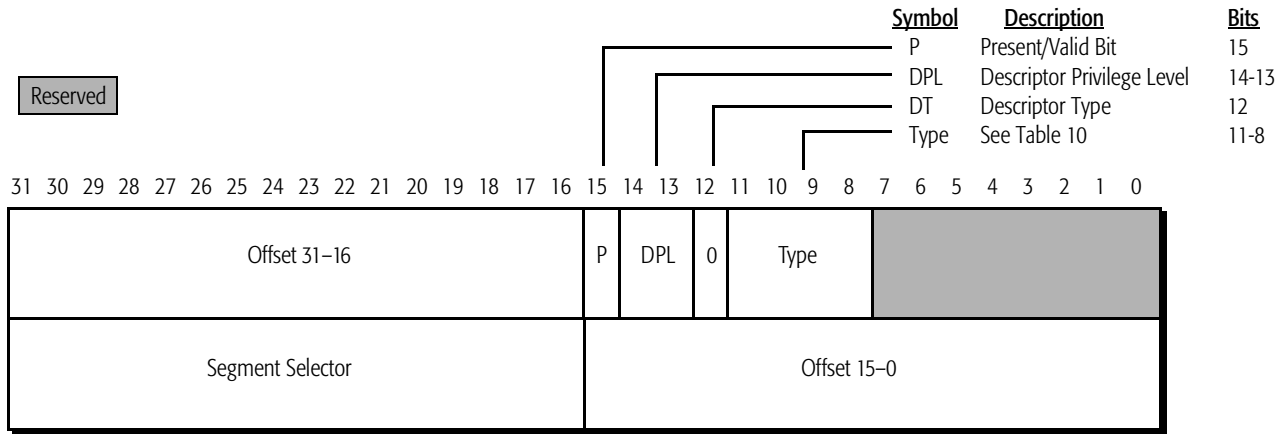 Symbol Description Bits
P Present/Valid Bit 15
DPL Descriptor Privilege Level 14-13
DT Descriptor Type 12
Type See Table 10 11-8
Reserved
31 30 29 28 27 26 25 24 23 22 21 20 19 18 17 16 15 14 13 12 11 10 9 8 7 6 5 4 3 2 1 0
Offset 31–16 P DPL 0 Type
Segment Selector Offset 15–0